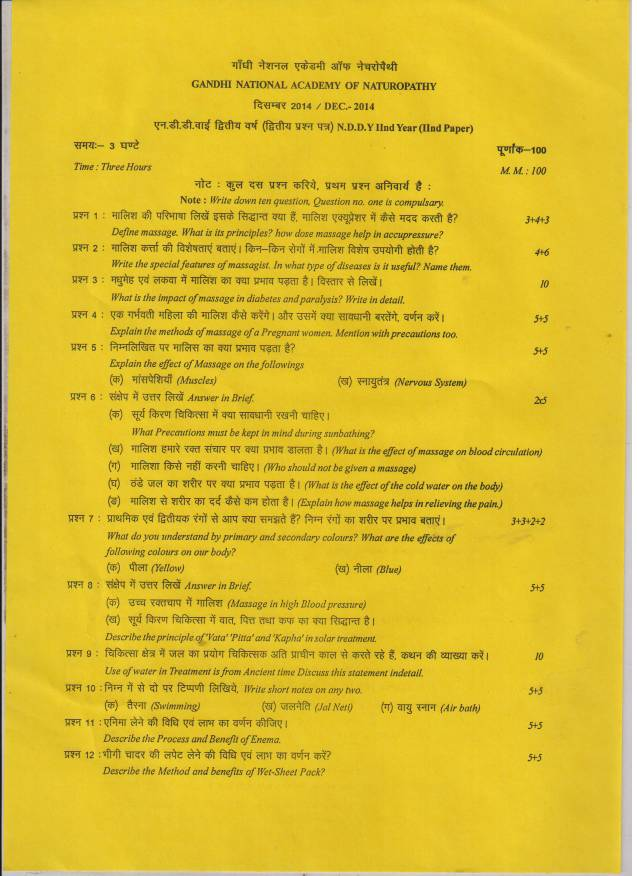 गाँधी नेशनल एकेडमी ऑफ नेचरोपैथी
GANDHI NATIONAL ACADEMY OF NATUROPATHY
दिसम्बर 2014 / DEC.- 2014
एन.डी.डी.वाई द्वितीय वर्ष (द्वितीय प्रश्न पत्र) N.D.D.Y IInd Year (IInd Paper)
समयः– 3 घण्टे पूर्णांक–100
Time : Three Hours M. M. : 100
नोट : कुल दस प्रश्न करिये, प्रथम प्रश्न अनिवार्य है :
Note : Write down ten question, Question no. one is compulsary.
प्रश्न 1 : मालिश की परिभाषा लिखें इसके सिद्धान्त क्या हैं, मालिश एक्यूप्रेशर में कैसे मदद करती है? 3+4+3
Define massage. What is its principles? how dose massage help in accupressure?
प्रश्न 2 : मालिश कर्त्ता की विशेषताएं बताएं। किन–किन रोगों में मालिश विशेष उपयोगी होती है? 4+6
Write the special features of massagist. In what type of diseases is it useful? Name them.
प्रश्न 3 : मधुमेह एवं लकवा में मालिश का क्या प्रभाव पड़ता है। विस्तार से लिखें। 10
What is the impact of massage in diabetes and paralysis? Write in detail.
प्रश्न 4 : एक गर्भवती महिला की मालिश कैसे करेंगे। और उसमें क्या सावधानी बरतेंगे, वर्णन करें। 5+5
Explain the methods of massage of a Pregnant women. Mention with precautions too.
प्रश्न 5 : निम्नलिखित पर मालिस का क्या प्रभाव पड़ता है? 5+5
Explain the effect of Massage on the followings
(क) मांसपेशियाँ (Muscles) (ख) स्नायुतंत्र (Nervous System)
प्रश्न 6 : संक्षेप में उत्तर लिखें Answer in Brief. 2x5
(क) सूर्य किरण चिकित्सा में क्या सावधानी रखनी चाहिए।
What Precautions must be kept in mind during sunbathing?
(ख) मालिश हमारे रक्त संचार पर क्या प्रभाव डालता है। (What is the effect of massage on blood circulation)
(ग) मालिशा किसे नहीं करनी चाहिए। (Who should not be given a massage)
(घ) ठंडे जल का शरीर पर क्या प्रभाव पड़ता है। (What is the effect of the cold water on the body)
(ङ) मालिश से शरीर का दर्द कैसे कम होता है। (Explain how massage helps in relieving the pain.)
प्रश्न 7 : प्राथमिक एवं द्वितीयक रंगों से आप क्या समझते हैं? निम्न रंगों का शरीर पर प्रभाव बताएं। 3+3+2+2
What do you understand by primary and secondary colours? What are the effects of
following colours on our body?
(क) पीला (Yellow) (ख) नीला (Blue)
प्रश्न 8 : संक्षेप में उत्तर लिखें Answer in Brief. 5+5
(क) उच्च रक्तचाप में गालिश (Massage in high Blood pressure)
(ख) सूर्य किरण चिकित्सा में वात, पित्त तथा कफ का क्या सिद्धान्त है।
Describe the principle of 'Vata' 'Pitta' and 'Kapha' in solar treatment.
प्रश्न 9 : चिकित्सा क्षेत्र में जल का प्रयोग चिकित्सक अति प्राचीन काल से करते रहे हैं, कथन की व्याख्या करें। 10
Use of water in Treatment is from Ancient time Discuss this statement indetail.
प्रश्न 10 : निम्न में से दो पर टिप्पणी लिखिये, Write short notes on any two. 5+5
(क) तैरना (Swimming) (ख) जलनेति (Jal Neti) (ग) वायु स्नान (Air bath)
प्रश्न 11 : एनिमा लेने की विधि एवं लाभ का वर्णन कीजिए। 5+5
Describe the Process and Benefit of Enema.
प्रश्न 12 : भीगी चादर की लपेट लेने की विधि एवं लाभ का वर्णन करें? 5+5
Describe the Method and benefits of Wet-Sheet Pack?